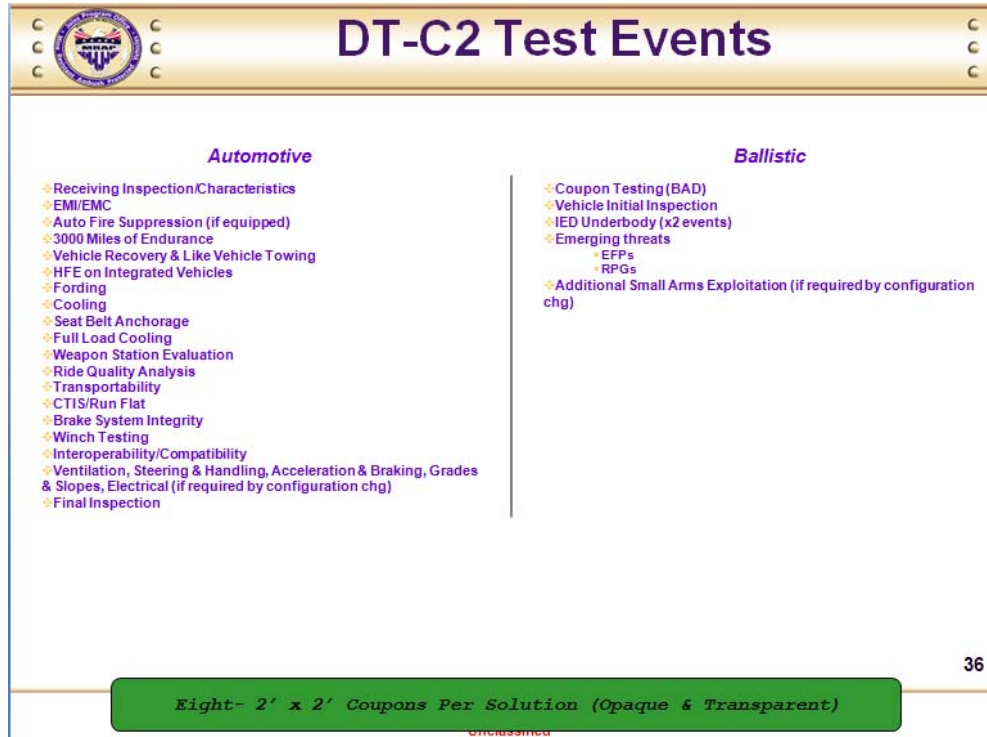 DT-C2 Test Events
MRAP
Automotive
Receiving Inspection/Characteristics
EMI/EMC
Auto Fire Suppression (if equipped)
3000 Miles of Endurance
Vehicle Recovery & Like Vehicle Towing
HFE on Integrated Vehicles
Fording
Cooling
Seat Belt Anchorage
Full Load Cooling
Weapon Station Evaluation
Ride Quality Analysis
Transportability
CTIS/Run Flat
Brake System Integrity
Winch Testing
Interoperability/Compatibility
Ventilation, Steering & Handling, Acceleration & Braking, Grades
& Slopes, Electrical (if required by configuration chg)
Final Inspection
Ballistic
Coupon Testing (BAD)
Vehicle Initial Inspection
IED Underbody (x2 events)
Emerging threats
EFPs
RPGs
Additional Small Arms Exploitation (if required by configuration
chg)
36
Eight- 2' x 2' Coupons Per Solution (Opaque & Transparent)
Unclassified